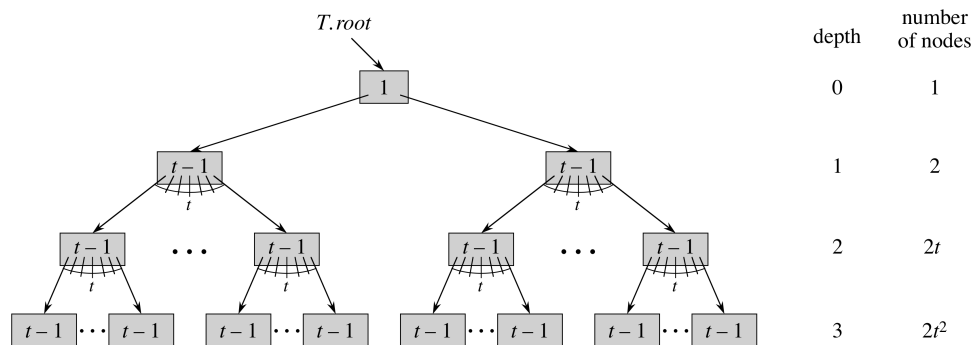 T.root
depth number of nodes
1 0 1
t – 1 t – 1 1 2
t t
t – 1 ... t – 1 t – 1 ... t – 1 2 2t
t t t t
t – 1 ... t – 1 t – 1 ... t – 1 t – 1 ... t – 1 t – 1 ... t – 1 3 2t²